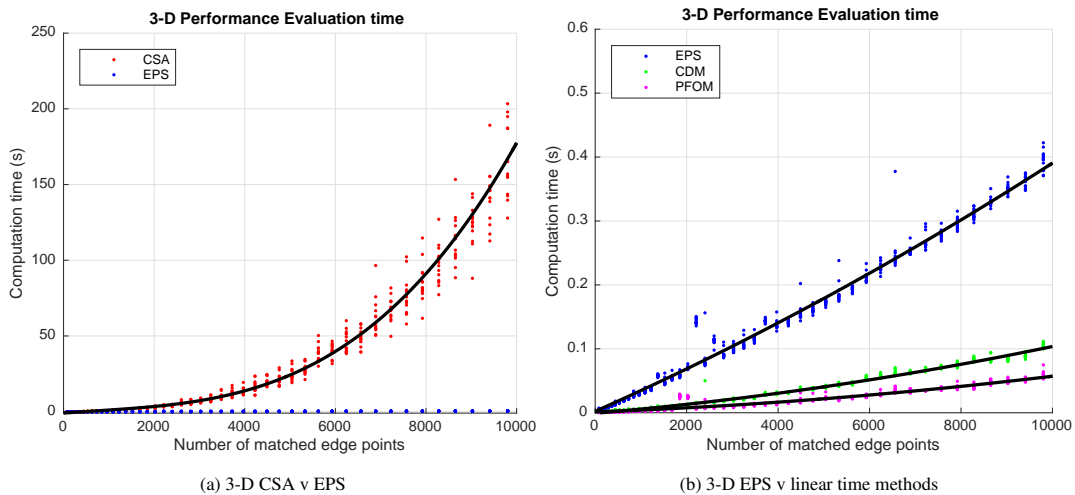 3-D Performance Evaluation time
250
200
150
100
50
0
Computation time (s)
CSA
EPS
0
2000
4000
6000
8000
10000
Number of matched edge points
(a) 3-D CSA v EPS
3-D Performance Evaluation time
0.6
0.5
0.4
0.3
0.2
0.1
0
Computation time (s)
EPS
CDM
PFOM
0
2000
4000
6000
8000
10000
Number of matched edge points
(b) 3-D EPS v linear time methods